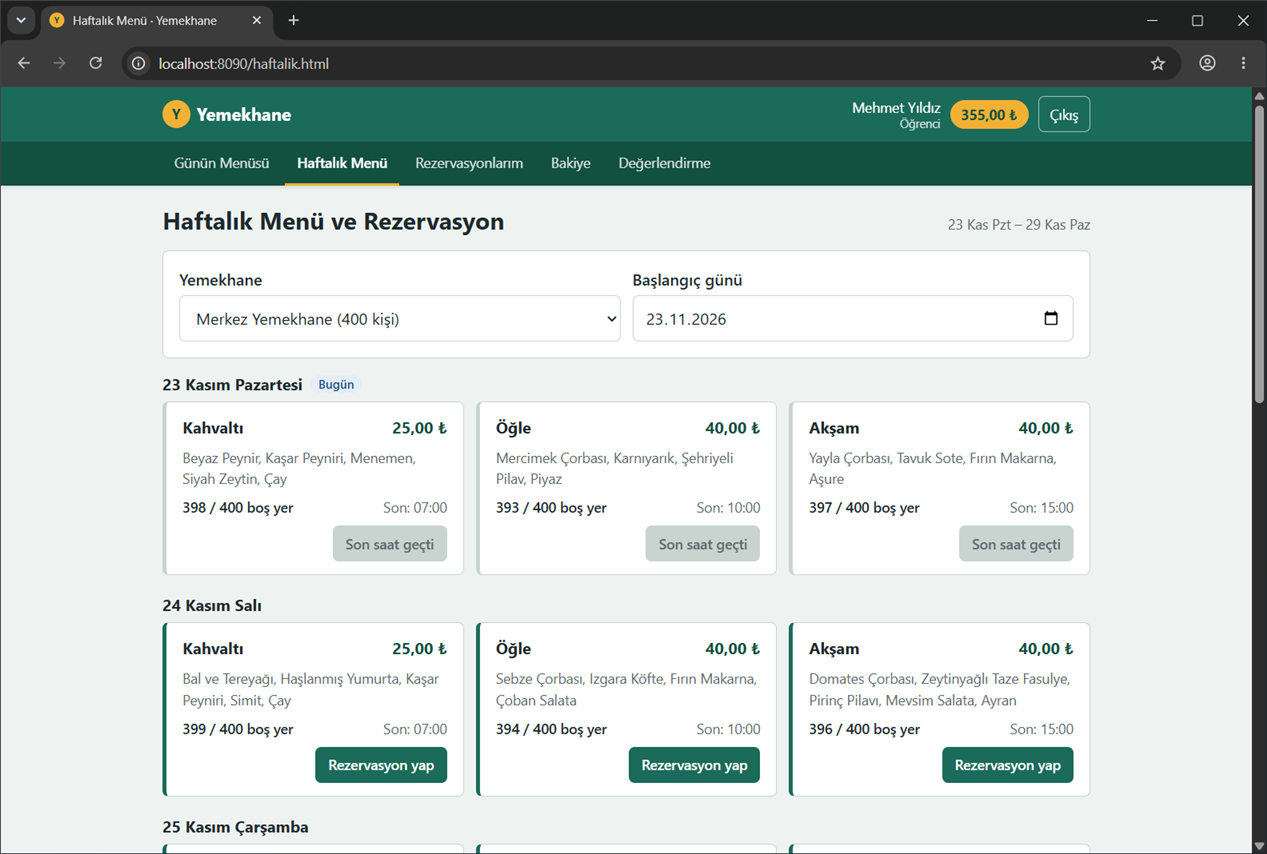 Y Haftalık Menü · Yemekhane
localhost:8090/haftalik.html
Y Yemekhane
Mehmet Yıldız
Öğrenci
355,00 ₺
Çıkış
Günün Menüsü Haftalık Menü Rezervasyonlarım Bakiye Değerlendirme
Haftalık Menü ve Rezervasyon
23 Kas Pzt – 29 Kas Paz
Yemekhane
Merkez Yemekhane (400 kişi)
Başlangıç günü
23.11.2026
23 Kasım Pazartesi Bugün
Kahvaltı 25,00 ₺
Beyaz Peynir, Kaşar Peyniri, Menemen,
Siyah Zeytin, Çay
398 / 400 boş yer Son: 07:00
Son saat geçti
Öğle 40,00 ₺
Mercimek Çorbası, Karnıyarık, Şehriyeli
Pilav, Piyaz
393 / 400 boş yer Son: 10:00
Son saat geçti
Akşam 40,00 ₺
Yayla Çorbası, Tavuk Sote, Fırın Makarna,
Aşure
397 / 400 boş yer Son: 15:00
Son saat geçti
24 Kasım Salı
Kahvaltı 25,00 ₺
Bal ve Tereyağı, Haşlanmış Yumurta, Kaşar
Peyniri, Simit, Çay
399 / 400 boş yer Son: 07:00
Rezervasyon yap
Öğle 40,00 ₺
Sebze Çorbası, Izgara Köfte, Fırın Makarna,
Çoban Salata
394 / 400 boş yer Son: 10:00
Rezervasyon yap
Akşam 40,00 ₺
Domates Çorbası, Zeytinyağlı Taze Fasulye,
Pirinç Pilavı, Mevsim Salata, Ayran
396 / 400 boş yer Son: 15:00
Rezervasyon yap
25 Kasım Çarşamba